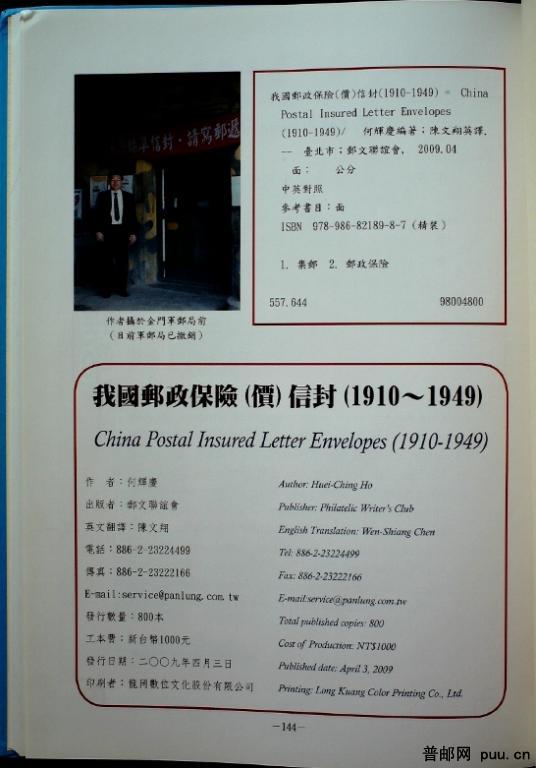 信封・請寫郵遞
作者攝於金門軍郵局前
（目前軍郵局已撤銷）
我國郵政保險(價)信封(1910-1949) = China
Postal Insured Letter Envelopes
(1910-1949)/ 何輝慶編著；陳文翔英譯.
-- 臺北市：郵文聯誼會, 2009.04
面； 公分
中英對照
參考書目：面
ISBN 978-986-82189-8-7（精裝）
1. 集郵 2. 郵政保險
557.644 98004800
我國郵政保險(價)信封(1910～1949)
China Postal Insured Letter Envelopes (1910-1949)
作 者：何輝慶
出版者：郵文聯誼會
英文翻譯：陳文翔
電話：886-2-23224499
傳真：886-2-23222166
E-mail:service@panlung.com.tw
發行數量：800本
工本費：新台幣1000元
發行日期：二〇〇九年四月三日
印刷者：龍岡數位文化股份有限公司
Author: Huei-Ching Ho
Publisher: Philatelic Writer's Club
English Translation: Wen-Shiang Chen
Tel: 886-2-23224499
Fax: 886-2-23222166
E-mail:service@panlung.com.tw
Total published copies: 800
Cost of Production: NT$1000
Published date: April 3, 2009
Printing: Long Kuang Color Printing Co., Ltd.
－144－
普邮网 puu.cn